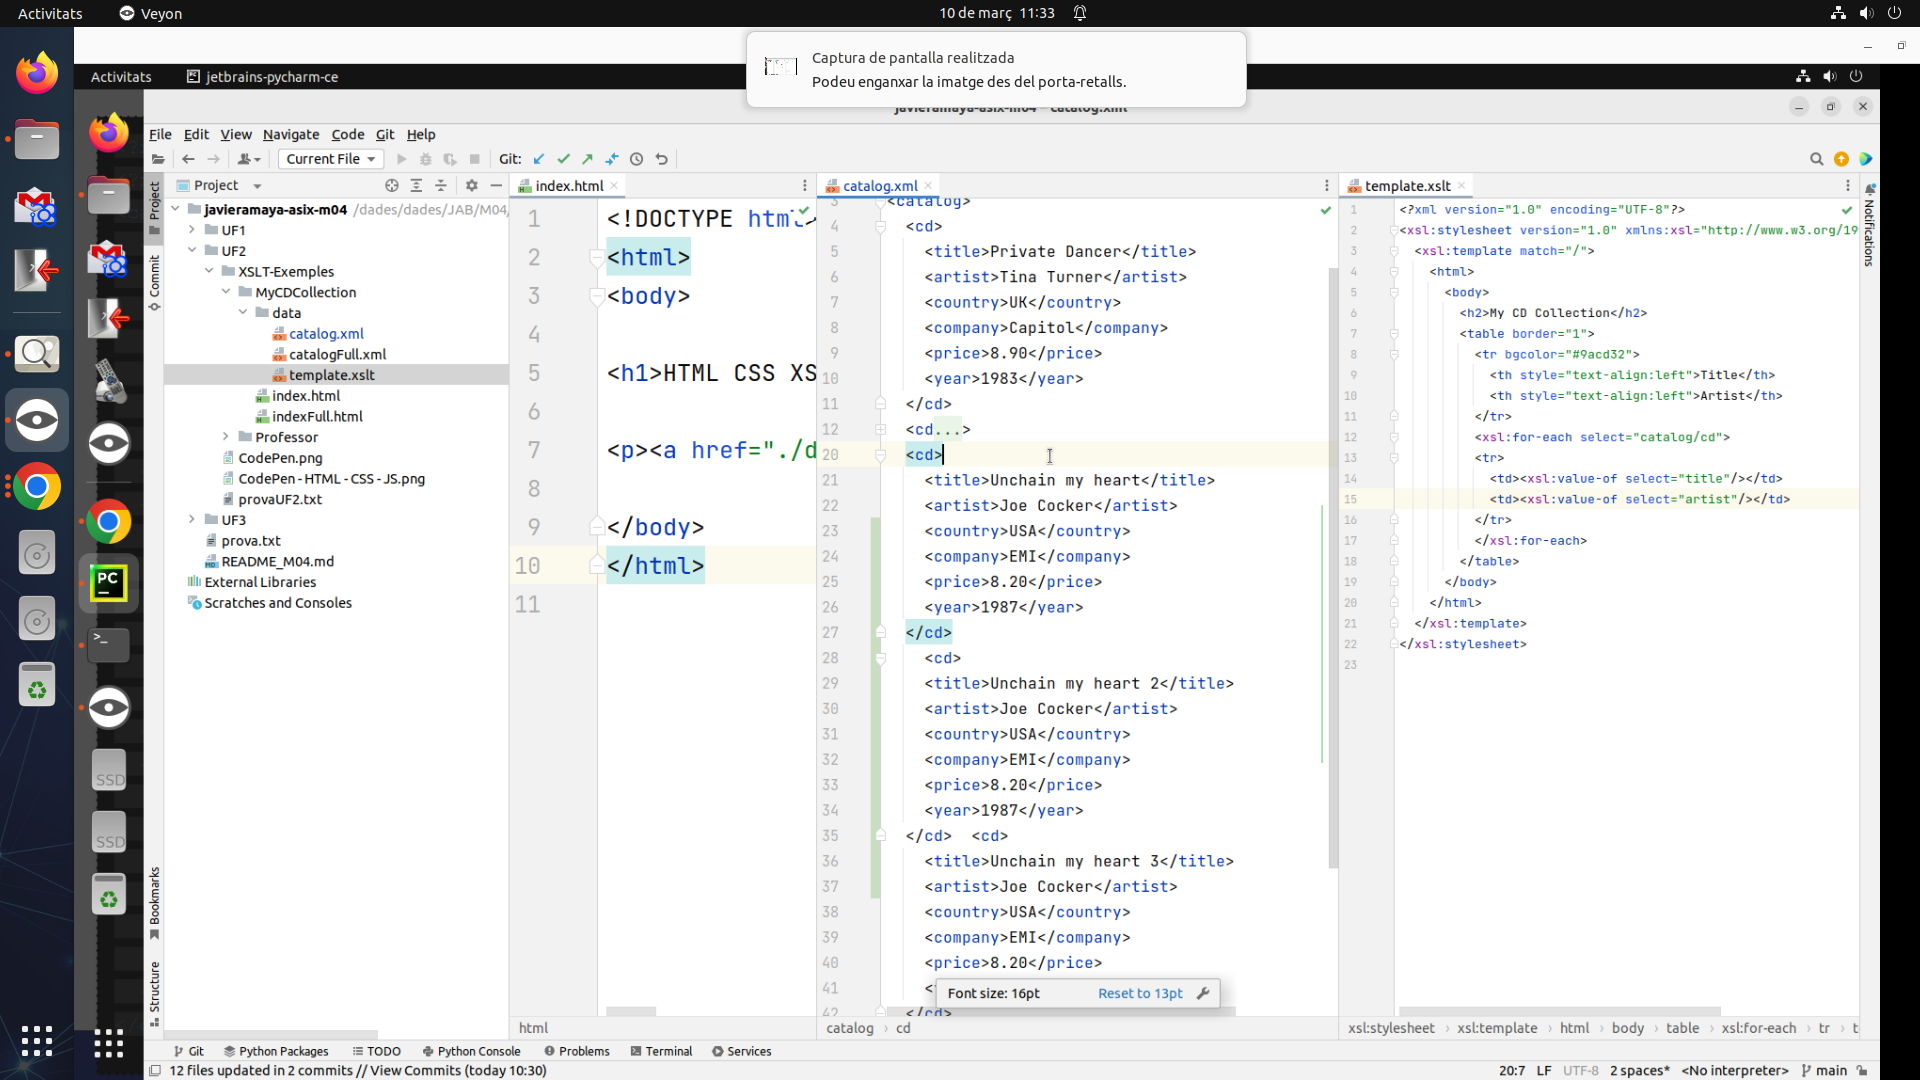 Activitats
Veyon
10 de març 11:33
Captura de pantalla realitzada
Podeu enganxar la imatge des del porta-retalls.
Activitats
jetbrains-pycharm-ce
javieramaya-asix-m04 – catalog.xml
File Edit View Navigate Code Git Help
Current File
Git:
Project
index.html
catalog.xml
template.xslt
Project
Commit
Bookmarks
Structure
Notifications
javieramaya-asix-m04 /dades/dades/JAB/M04/
UF1
UF2
XSLT-Exemples
MyCDCollection
data
catalog.xml
catalogFull.xml
template.xslt
index.html
indexFull.html
Professor
CodePen.png
CodePen - HTML - CSS - JS.png
provaUF2.txt
UF3
prova.txt
README_M04.md
External Libraries
Scratches and Consoles
PC
SSD
SSD
1 <!DOCTYPE html>
2 <html>
3 <body>
4
5 <h1>HTML CSS XS
6
7 <p><a href="./d
8
9 </body>
10 </html>
11
html
3 <catalog>
4 <cd>
5 <title>Private Dancer</title>
6 <artist>Tina Turner</artist>
7 <country>UK</country>
8 <company>Capitol</company>
9 <price>8.90</price>
10 <year>1983</year>
11 </cd>
12 <cd...>
20 <cd>
21 <title>Unchain my heart</title>
22 <artist>Joe Cocker</artist>
23 <country>USA</country>
24 <company>EMI</company>
25 <price>8.20</price>
26 <year>1987</year>
27 </cd>
28 <cd>
29 <title>Unchain my heart 2</title>
30 <artist>Joe Cocker</artist>
31 <country>USA</country>
32 <company>EMI</company>
33 <price>8.20</price>
34 <year>1987</year>
35 </cd> <cd>
36 <title>Unchain my heart 3</title>
37 <artist>Joe Cocker</artist>
38 <country>USA</country>
39 <company>EMI</company>
40 <price>8.20</price>
41 <
42 </cd>
Font size: 16pt Reset to 13pt
catalog › cd
1 <?xml version="1.0" encoding="UTF-8"?>
2 <xsl:stylesheet version="1.0" xmlns:xsl="http://www.w3.org/19
3 <xsl:template match="/">
4 <html>
5 <body>
6 <h2>My CD Collection</h2>
7 <table border="1">
8 <tr bgcolor="#9acd32">
9 <th style="text-align:left">Title</th>
10 <th style="text-align:left">Artist</th>
11 </tr>
12 <xsl:for-each select="catalog/cd">
13 <tr>
14 <td><xsl:value-of select="title"/></td>
15 <td><xsl:value-of select="artist"/></td>
16 </tr>
17 </xsl:for-each>
18 </table>
19 </body>
20 </html>
21 </xsl:template>
22 </xsl:stylesheet>
23
xsl:stylesheet › xsl:template › html › body › table › xsl:for-each › tr › t
Git Python Packages TODO Python Console Problems Terminal Services
12 files updated in 2 commits // View Commits (today 10:30)
20:7 LF UTF-8 2 spaces* <No interpreter> main